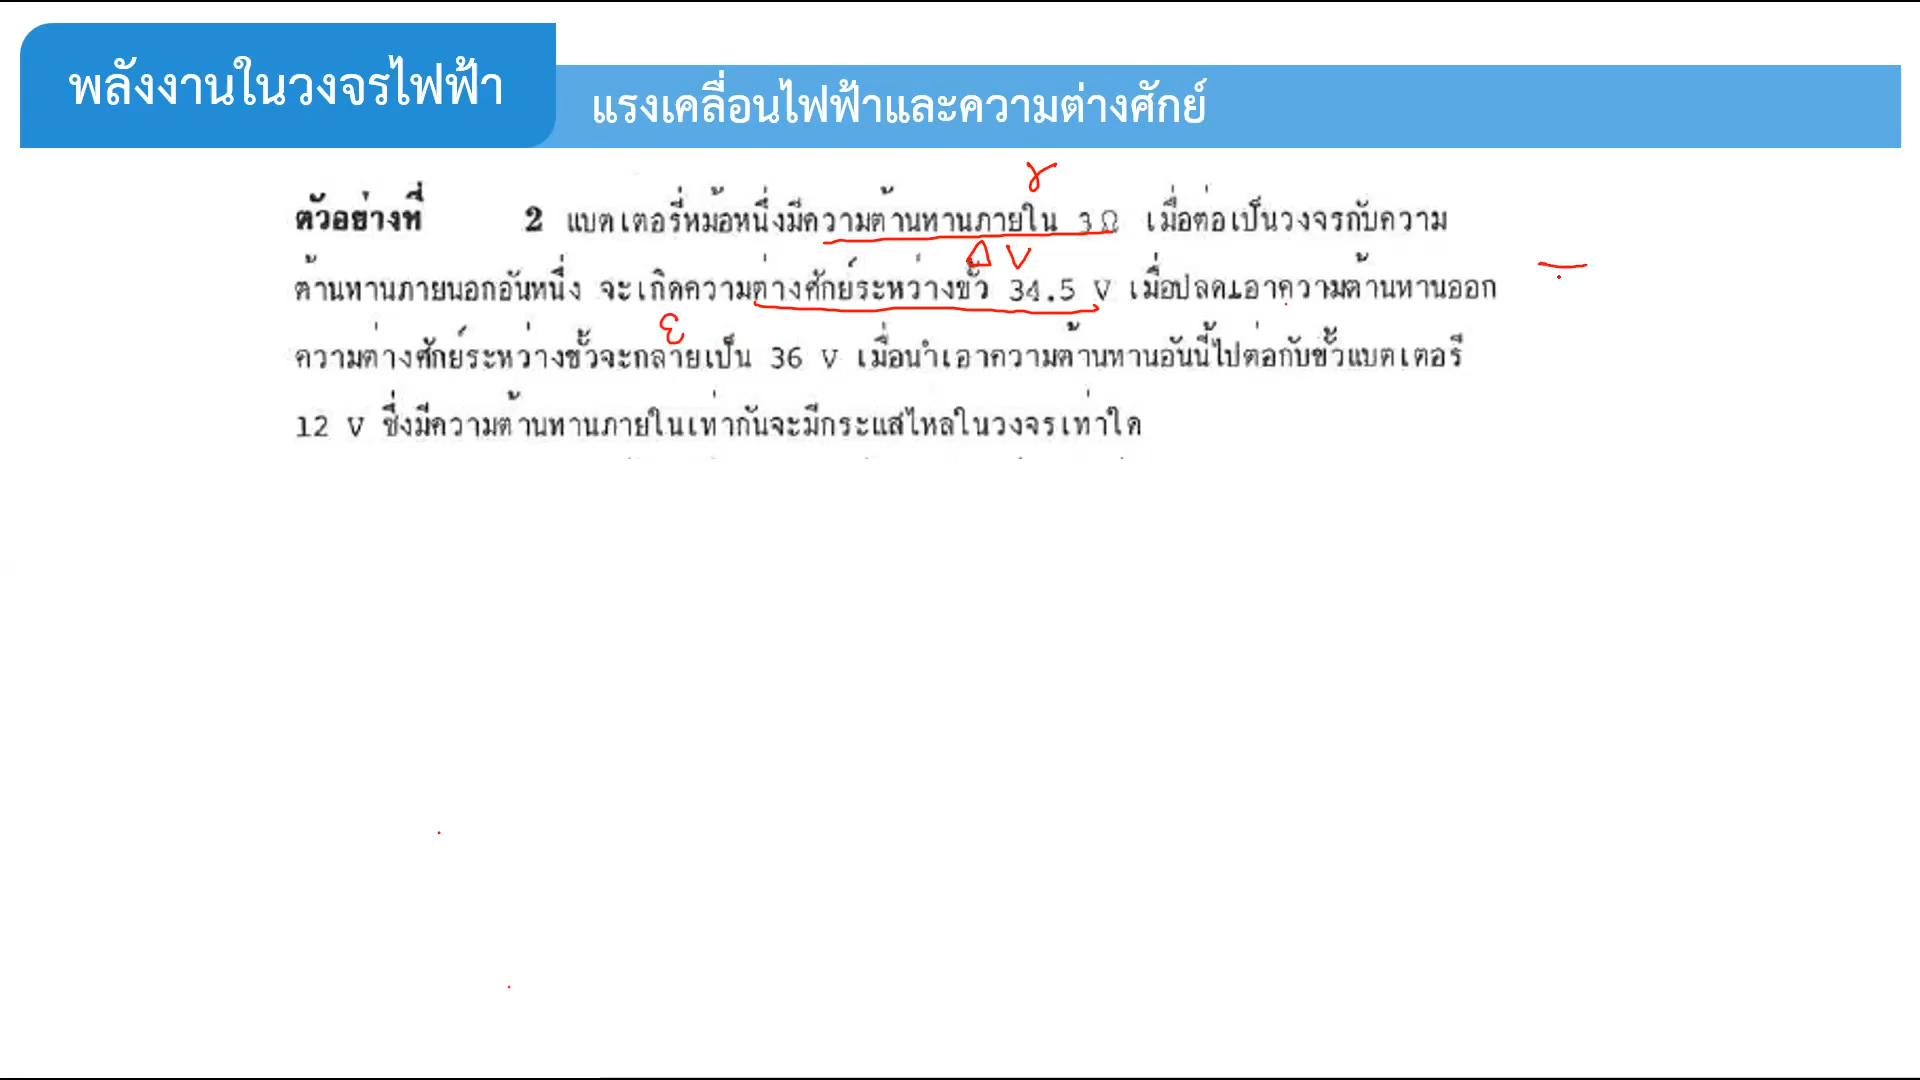 พลังงานในวงจรไฟฟ้า
แรงเคลื่อนไฟฟ้าและความต่างศักย์
r
ตัวอย่างที่ 2 แบตเตอรี่หม้อหนึ่งมีความต้านทานภายใน 3Ω เมื่อต่อเป็นวงจรกับความ
Δ V
ต้านทานภายนอกอันหนึ่ง จะเกิดความต่างศักย์ระหว่างขั้ว 34.5 V เมื่อปลดเอาความต้านทานออก
ε
ความต่างศักย์ระหว่างขั้วจะกลายเป็น 36 V เมื่อนำเอาความต้านทานอันนี้ไปต่อกับขั้วแบตเตอรี
12 V ซึ่งมีความต้านทานภายในเท่ากันจะมีกระแสไหลในวงจรเท่าใด